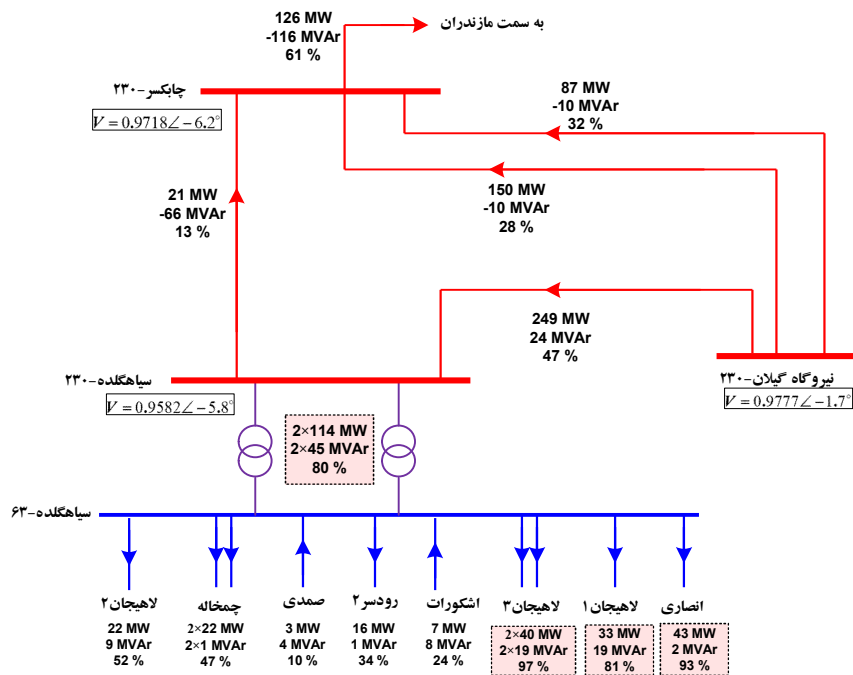 126 MW
-116 MVAr
61 %
به سمت مازندران
چابکسر-۲۳۰
V = 0.9718∠−6.2°
87 MW
-10 MVAr
32 %
150 MW
-10 MVAr
28 %
21 MW
-66 MVAr
13 %
249 MW
24 MVAr
47 %
نیروگاه گیلان-۲۳۰
V = 0.9777∠−1.7°
سیاهگلده-۲۳۰
V = 0.9582∠−5.8°
2×114 MW
2×45 MVAr
80 %
سیاهگلده-۶۳
لاهیجان۲
22 MW
9 MVAr
52 %
چمخاله
2×22 MW
2×1 MVAr
47 %
صمدی
3 MW
4 MVAr
10 %
رودسر۲
16 MW
1 MVAr
34 %
اشکورات
7 MW
8 MVAr
24 %
لاهیجان۳
2×40 MW
2×19 MVAr
97 %
لاهیجان۱
33 MW
19 MVAr
81 %
انصاری
43 MW
2 MVAr
93 %